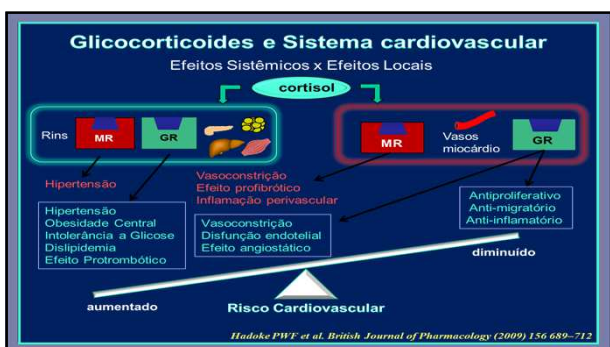 Glicocorticoides e Sistema cardiovascular
Efeitos Sistêmicos x Efeitos Locais
cortisol
Rins
MR
GR
MR
Vasos
miocárdio
GR
Hipertensão
Vasoconstrição
Efeito profibrótico
Inflamação perivascular
Hipertensão
Obesidade Central
Intolerância a Glicose
Dislipidemia
Efeito Protrombótico
Vasoconstrição
Disfunção endotelial
Efeito angiostático
Antiproliferativo
Anti-migratório
Anti-inflamatório
diminuído
aumentado
Risco Cardiovascular
Hadoke PWF et al. British Journal of Pharmacology (2009) 156 689–712